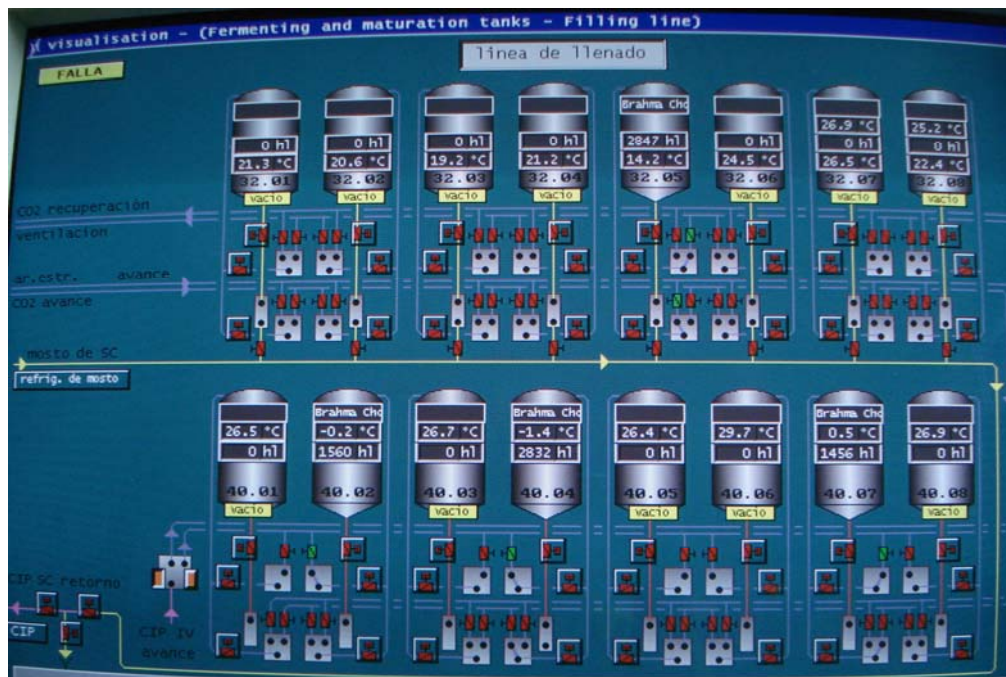 visualisation - (Fermenting and maturation tanks - Filling line)
linea de llenado
FALLA
Brahma Cho
26.9 °C 25.2 °C
0 hl 0 hl 0 hl 0 hl 2847 hl 0 hl 0 hl 0 hl
21.3 °C 20.6 °C 19.2 °C 21.2 °C 14.2 °C 24.5 °C 26.5 °C 22.4 °C
32.01 32.02 32.03 32.04 32.05 32.06 32.07 32.08
vacio vacio vacio vacio vacio vacio vacio
CO2 recuperación
ventilacion
ar.estr. avance
CO2 avance
mosto de SC
refrig. de mosto
Brahma Cho Brahma Cho Brahma Cho
26.5 °C -0.2 °C 26.7 °C -1.4 °C 26.4 °C 29.7 °C 0.5 °C 26.9 °C
0 hl 1560 hl 0 hl 2832 hl 0 hl 0 hl 1456 hl 0 hl
40.01 40.02 40.03 40.04 40.05 40.06 40.07 40.08
vacio vacio vacio vacio vacio
CIP SC retorno
CIP
CIP IV
avance